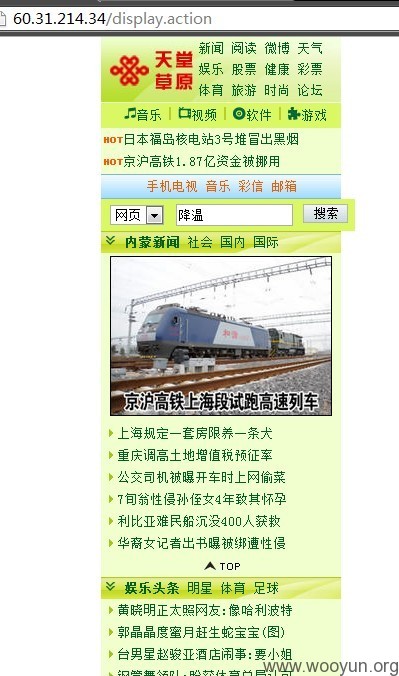 60.31.214.34/display.action
天堂草原
新闻 阅读 微博 天气
娱乐 股票 健康 彩票
体育 旅游 时尚 论坛
音乐 视频 软件 游戏
HOT日本福岛核电站3号堆冒出黑烟
HOT京沪高铁1.87亿资金被挪用
手机电视 音乐 彩信 邮箱
网页 降温 搜索
内蒙新闻 社会 国内 国际
和谐
京沪高铁上海段试跑高速列车
上海规定一套房限养一条犬
重庆调高土地增值税预征率
公交司机被曝开车时上网偷菜
7旬翁性侵孙侄女4年致其怀孕
利比亚难民船沉没400人获救
华裔女记者出书曝被绑遭性侵
TOP
娱乐头条 明星 体育 足球
黄晓明正太照网友:像哈利波特
郭晶晶度蜜月赶生蛇宝宝(图)
台男星赵骏亚酒店闹事:要小姐
www.wooyun.org